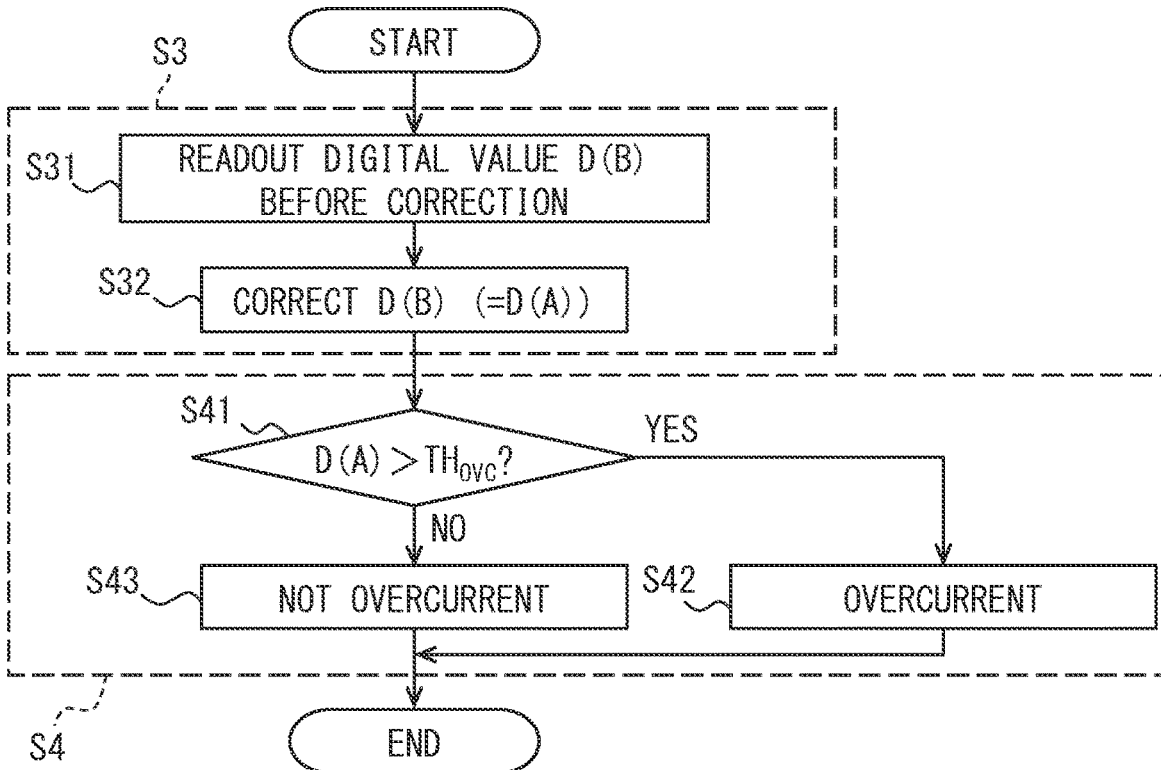 START
S3
S31
READOUT DIGITAL VALUE D(B)
BEFORE CORRECTION
S32
CORRECT D(B) (=D(A))
S41
D(A) > TH_OVC?
YES
NO
S43
NOT OVERCURRENT
S42
OVERCURRENT
S4
END